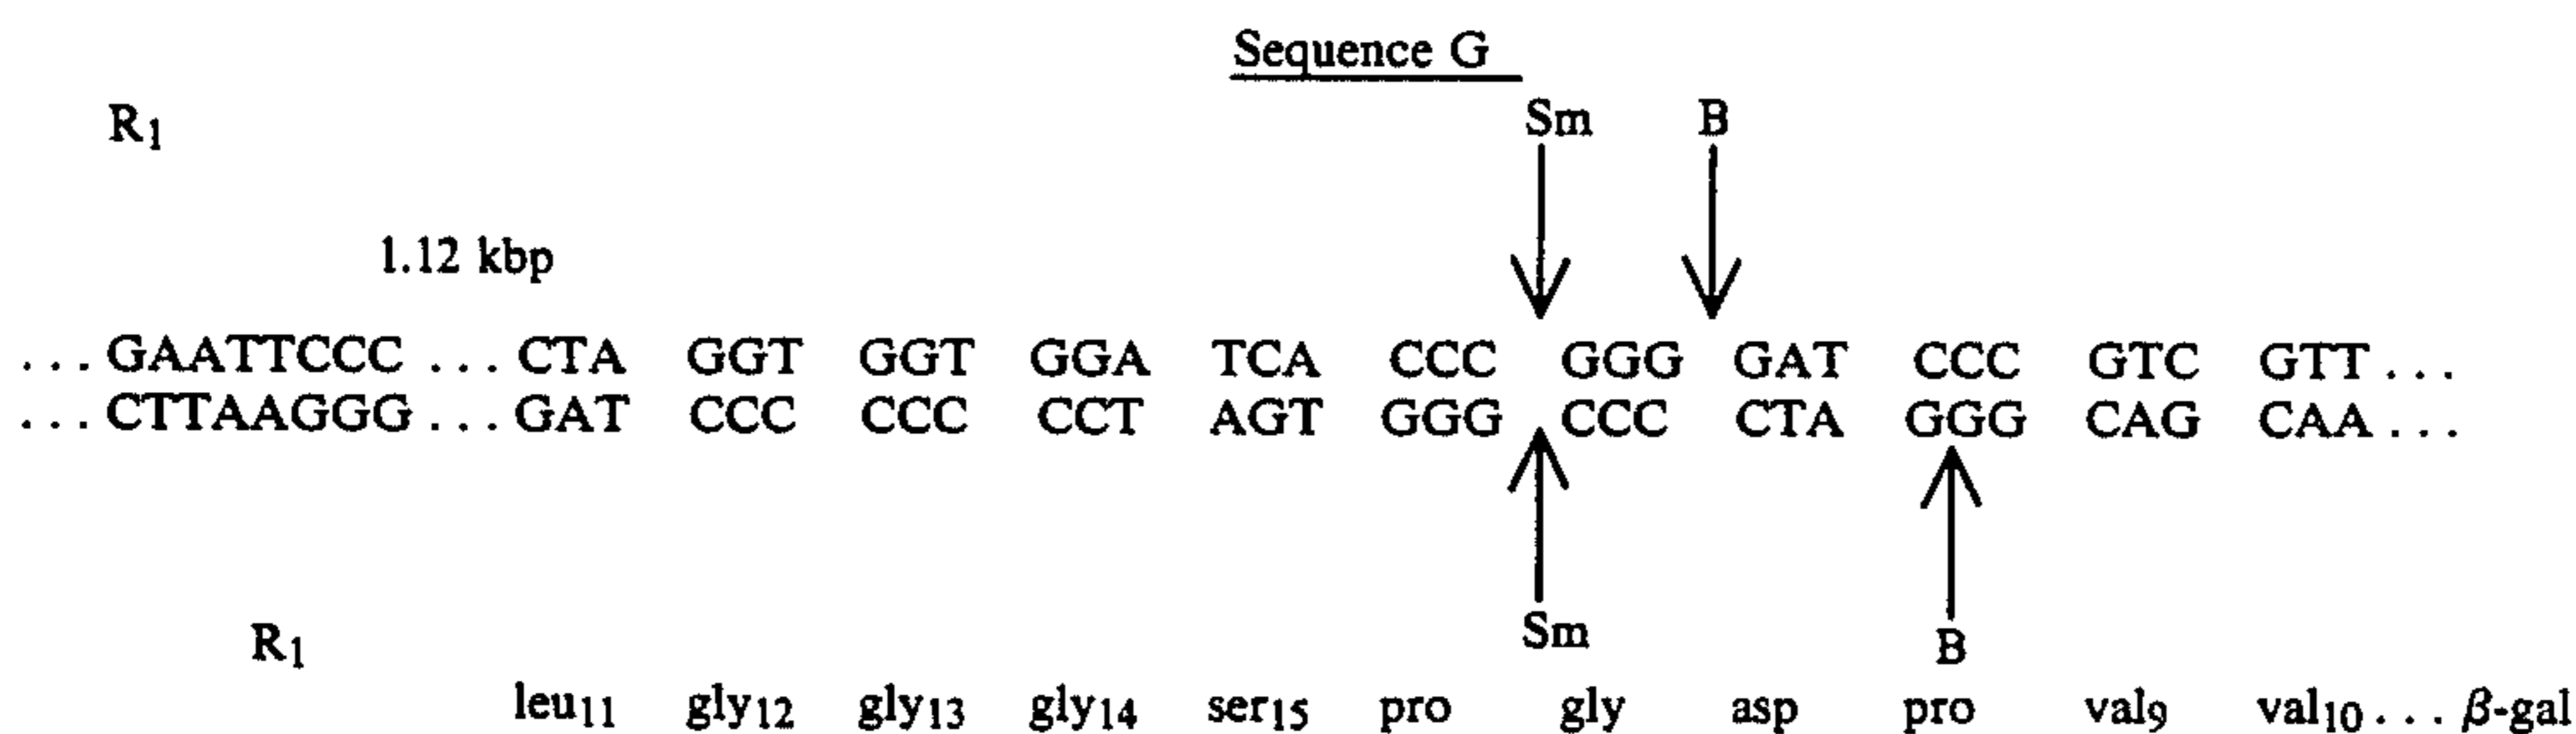 Sequence G
Sm B
R1
1.12 kbp
...GAATTCCC...CTA GGT GGT GGA TCA CCC GGG GAT CCC GTC GTT...
...CTTAAGGG...GAT CCC CCC CCT AGT GGG CCC CTA GGG CAG CAA...
Sm
R1
B
leu11 gly12 gly13 gly14 ser15 pro gly asp pro val9 val10... β-gal